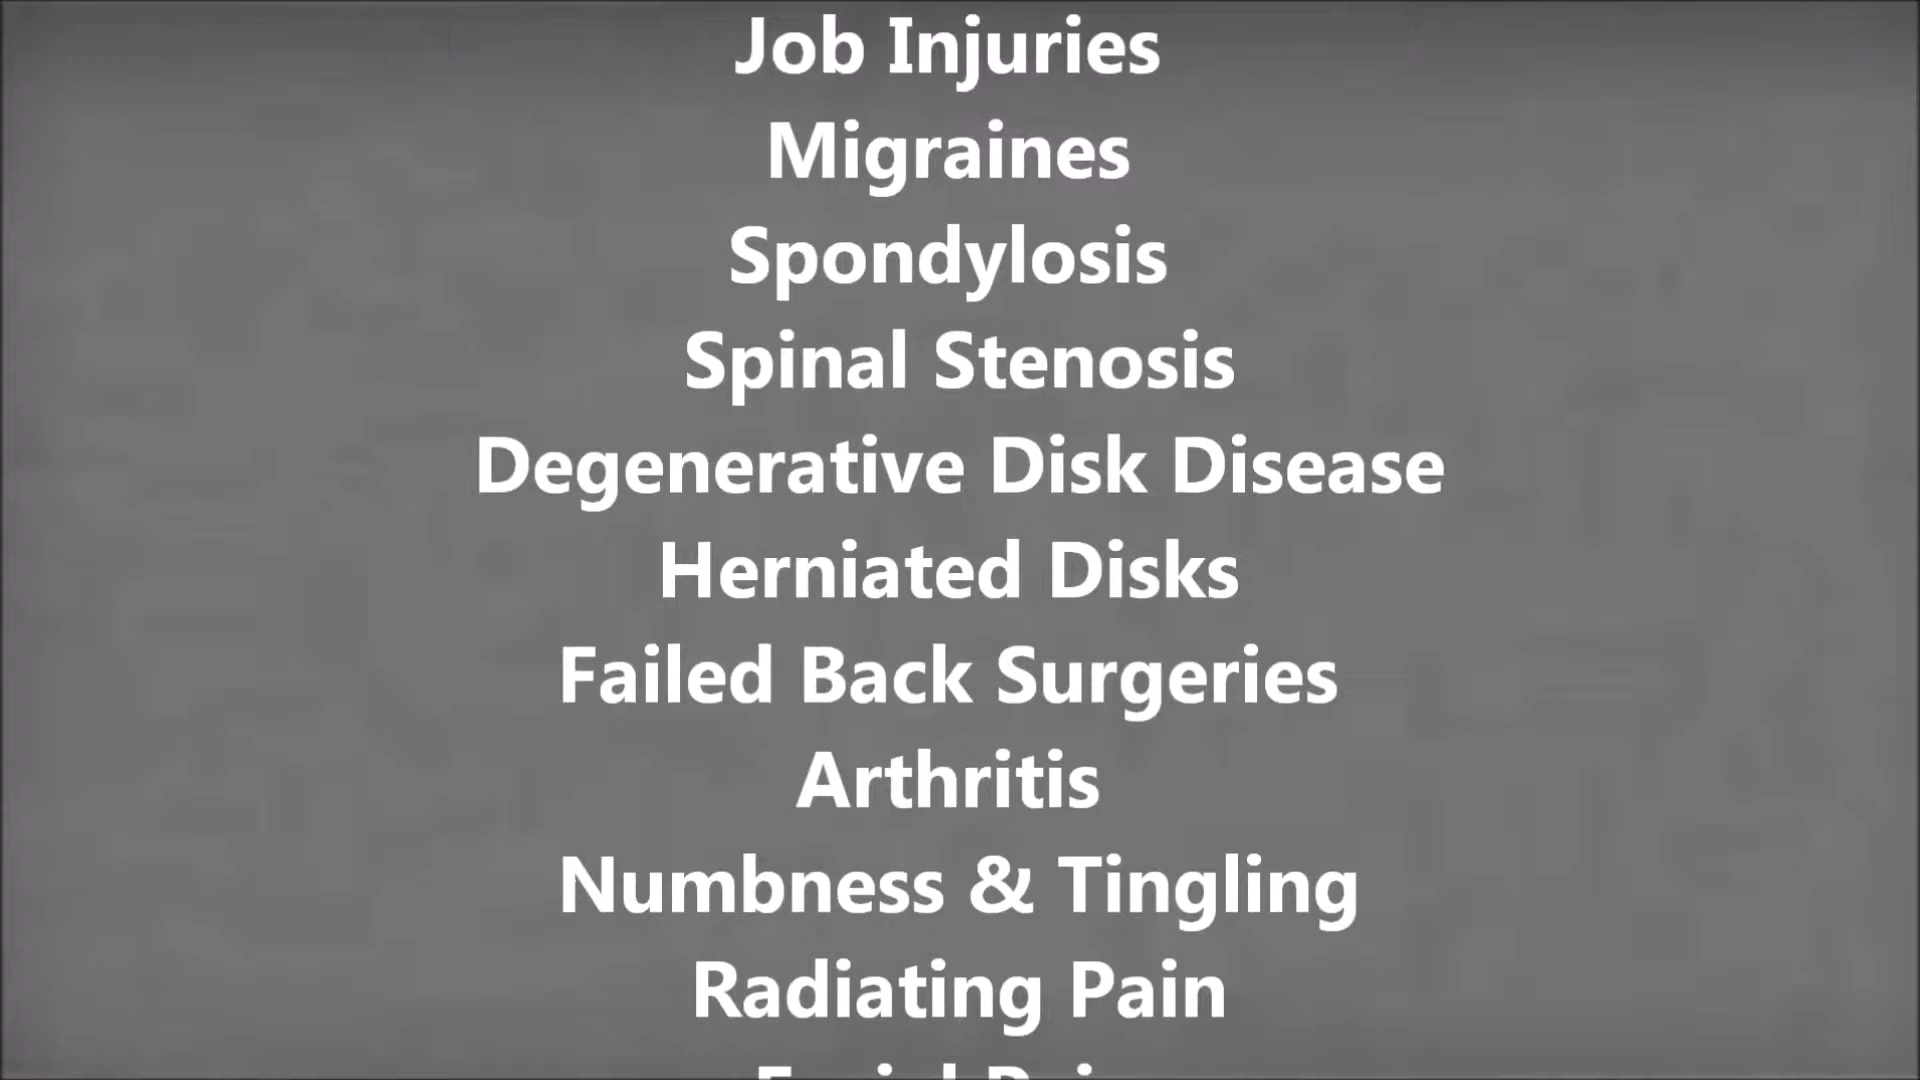 Job Injuries
Migraines
Spondylosis
Spinal Stenosis
Degenerative Disk Disease
Herniated Disks
Failed Back Surgeries
Arthritis
Numbness & Tingling
Radiating Pain